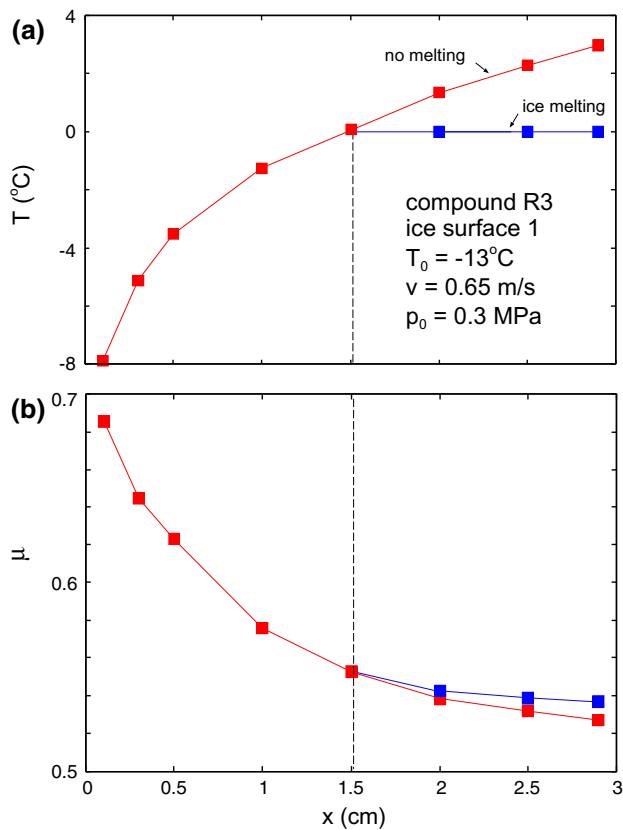 (a)
4
0
-4
-8
T (°C)
no melting
ice melting
compound R3
ice surface 1
T₀ = -13°C
v = 0.65 m/s
p₀ = 0.3 MPa
(b)
0.7
0.6
0.5
μ
0 0.5 1 1.5 2 2.5 3
x (cm)